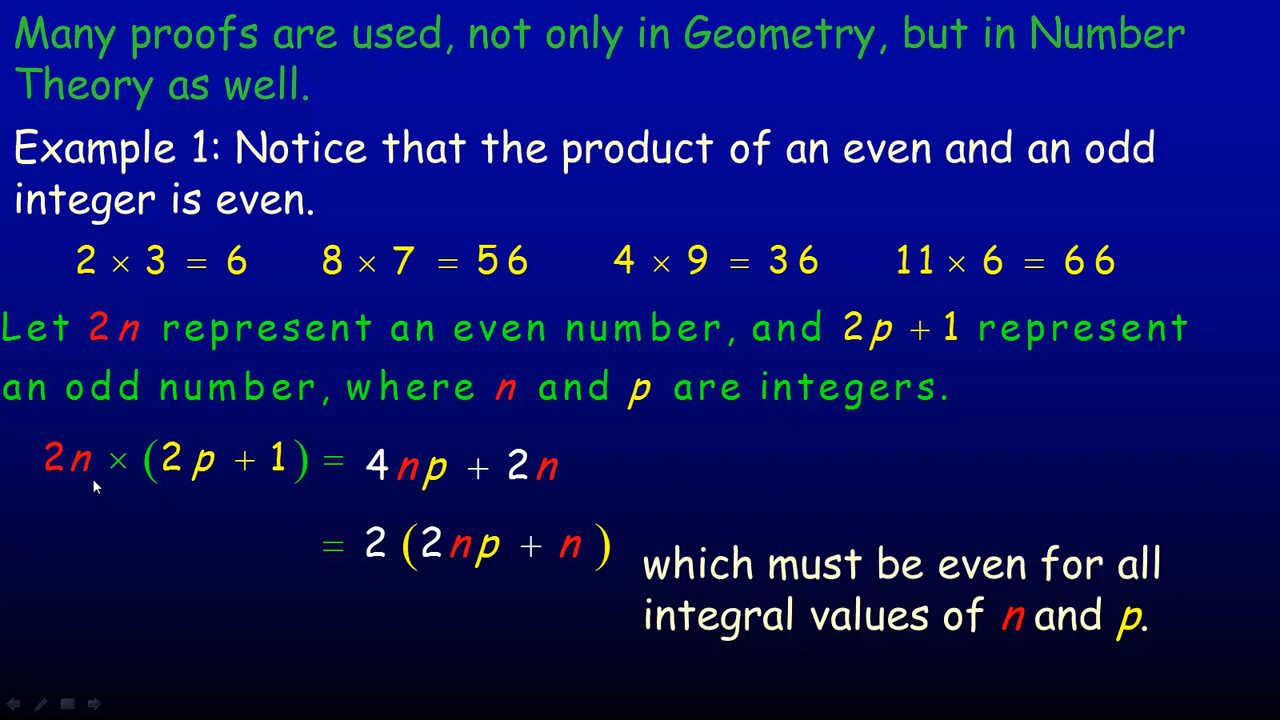 Many proofs are used, not only in Geometry, but in Number
Theory as well.
Example 1: Notice that the product of an even and an odd
integer is even.
2 × 3 = 6 8 × 7 = 56 4 × 9 = 36 11 × 6 = 66
Let 2n represent an even number, and 2p + 1 represent
an odd number, where n and p are integers.
2n × (2p + 1) = 4np + 2n
= 2(2np + n)
which must be even for all
integral values of n and p.